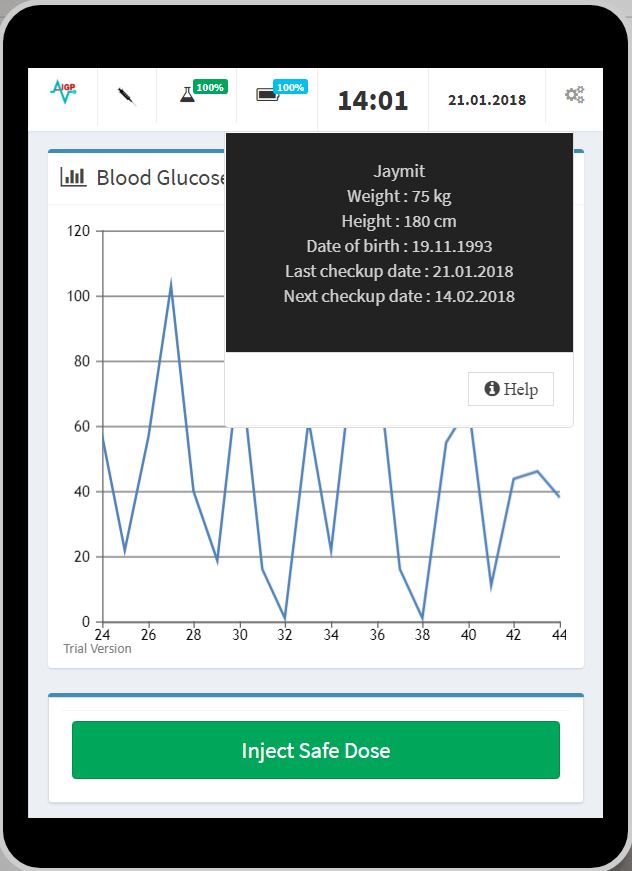 AIGP
100%
100%
14:01
21.01.2018
Blood Glucose
Jaymit
Weight : 75 kg
Height : 180 cm
Date of birth : 19.11.1993
Last checkup date : 21.01.2018
Next checkup date : 14.02.2018
Help
120
100
80
60
40
20
0
24 26 28 30 32 34 36 38 40 42 44
Trial Version
Inject Safe Dose